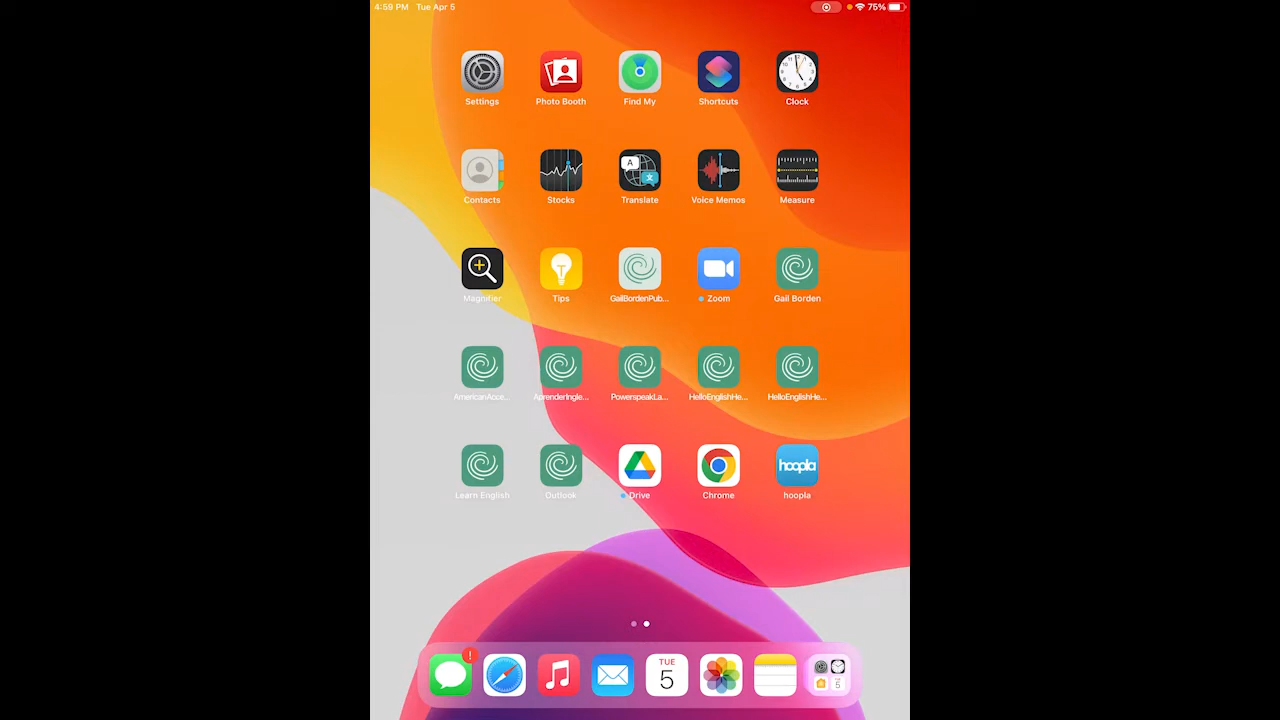 4:59 PM Tue Apr 5 75%
Settings Photo Booth Find My Shortcuts Clock
Contacts Stocks Translate Voice Memos Measure
Magnifier Tips GailBordenPub... Zoom Gail Borden
AmericanAcce... AprenderIngle... PowerspeakLa... HelloEnglishHe... HelloEnglishHe...
hoopla
Learn English Outlook Drive Chrome hoopla
TUE
5